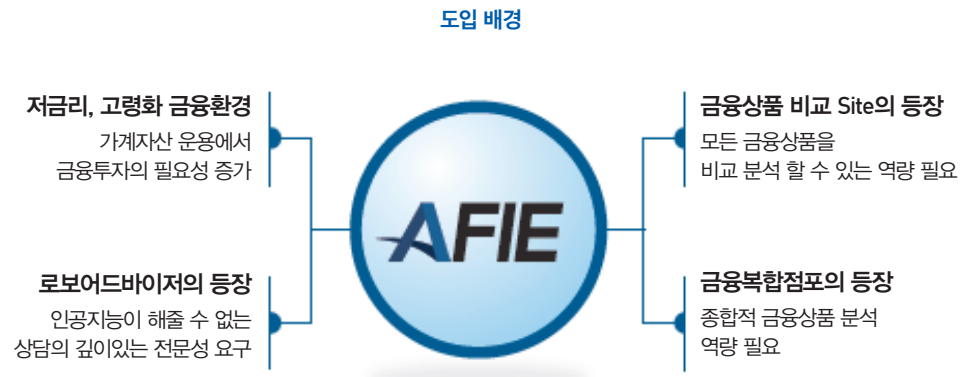 도입 배경
저금리, 고령화 금융환경
가계자산 운용에서
금융투자의 필요성 증가
로보어드바이저의 등장
인공지능이 해줄 수 없는
상담의 깊이있는 전문성 요구
AFIE
금융상품 비교 Site의 등장
모든 금융상품을
비교 분석 할 수 있는 역량 필요
금융복합점포의 등장
종합적 금융상품 분석
역량 필요